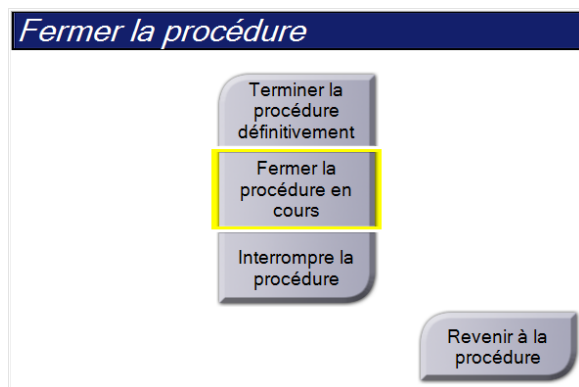 Fermer la procédure
Terminer la
procédure
définitivement
Fermer la
procédure en
cours
Interrompre la
procédure
Revenir à la
procédure